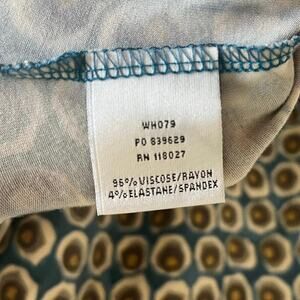 WH079
PO 839629
RN 118027
96% VISCOSE/RAYON
4% ELASTANE/SPANDEX